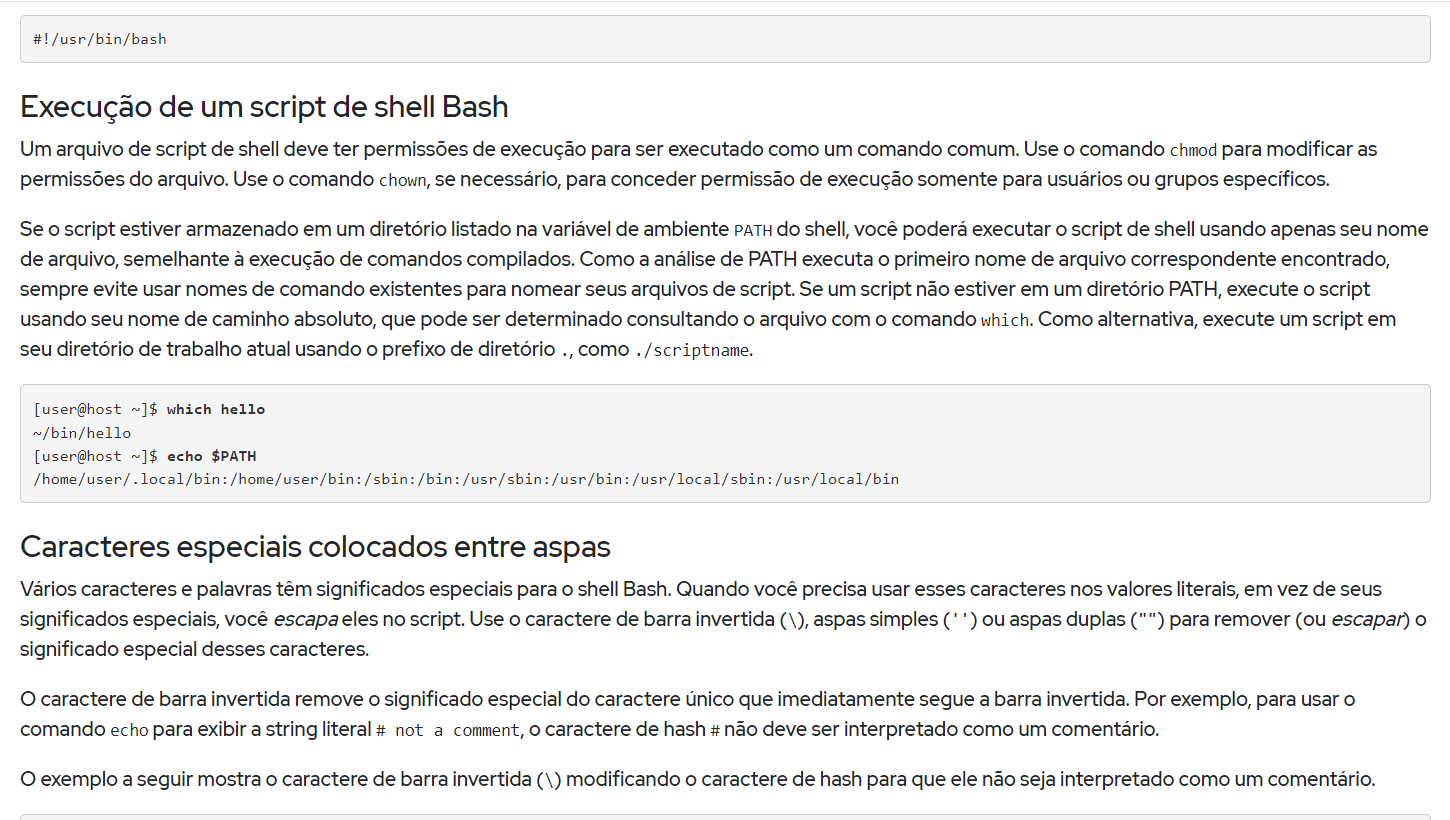 #!/usr/bin/bash
Execução de um script de shell Bash
Um arquivo de script de shell deve ter permissões de execução para ser executado como um comando comum. Use o comando chmod para modificar as
permissões do arquivo. Use o comando chown, se necessário, para conceder permissão de execução somente para usuários ou grupos específicos.
Se o script estiver armazenado em um diretório listado na variável de ambiente PATH do shell, você poderá executar o script de shell usando apenas seu nome
de arquivo, semelhante à execução de comandos compilados. Como a análise de PATH executa o primeiro nome de arquivo correspondente encontrado,
sempre evite usar nomes de comando existentes para nomear seus arquivos de script. Se um script não estiver em um diretório PATH, execute o script
usando seu nome de caminho absoluto, que pode ser determinado consultando o arquivo com o comando which. Como alternativa, execute um script em
seu diretório de trabalho atual usando o prefixo de diretório ., como ./scriptname.
[user@host ~]$ which hello
~/bin/hello
[user@host ~]$ echo $PATH
/home/user/.local/bin:/home/user/bin:/sbin:/bin:/usr/sbin:/usr/bin:/usr/local/sbin:/usr/local/bin
Caracteres especiais colocados entre aspas
Vários caracteres e palavras têm significados especiais para o shell Bash. Quando você precisa usar esses caracteres nos valores literais, em vez de seus
significados especiais, você escapa eles no script. Use o caractere de barra invertida (\), aspas simples ('') ou aspas duplas ("") para remover (ou escapar) o
significado especial desses caracteres.
O caractere de barra invertida remove o significado especial do caractere único que imediatamente segue a barra invertida. Por exemplo, para usar o
comando echo para exibir a string literal # not a comment, o caractere de hash # não deve ser interpretado como um comentário.
O exemplo a seguir mostra o caractere de barra invertida (\) modificando o caractere de hash para que ele não seja interpretado como um comentário.